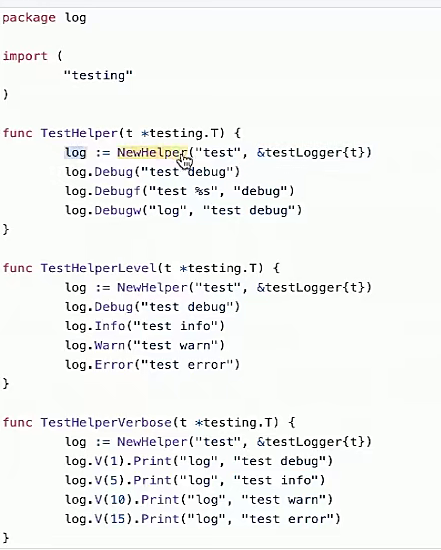 package log

import (
        "testing"
)

func TestHelper(t *testing.T) {
        log := NewHelper("test", &testLogger{t})
        log.Debug("test debug")
        log.Debugf("test %s", "debug")
        log.Debugw("log", "test debug")
}

func TestHelperLevel(t *testing.T) {
        log := NewHelper("test", &testLogger{t})
        log.Debug("test debug")
        log.Info("test info")
        log.Warn("test warn")
        log.Error("test error")
}

func TestHelperVerbose(t *testing.T) {
        log := NewHelper("test", &testLogger{t})
        log.V(1).Print("log", "test debug")
        log.V(5).Print("log", "test info")
        log.V(10).Print("log", "test warn")
        log.V(15).Print("log", "test error")
}